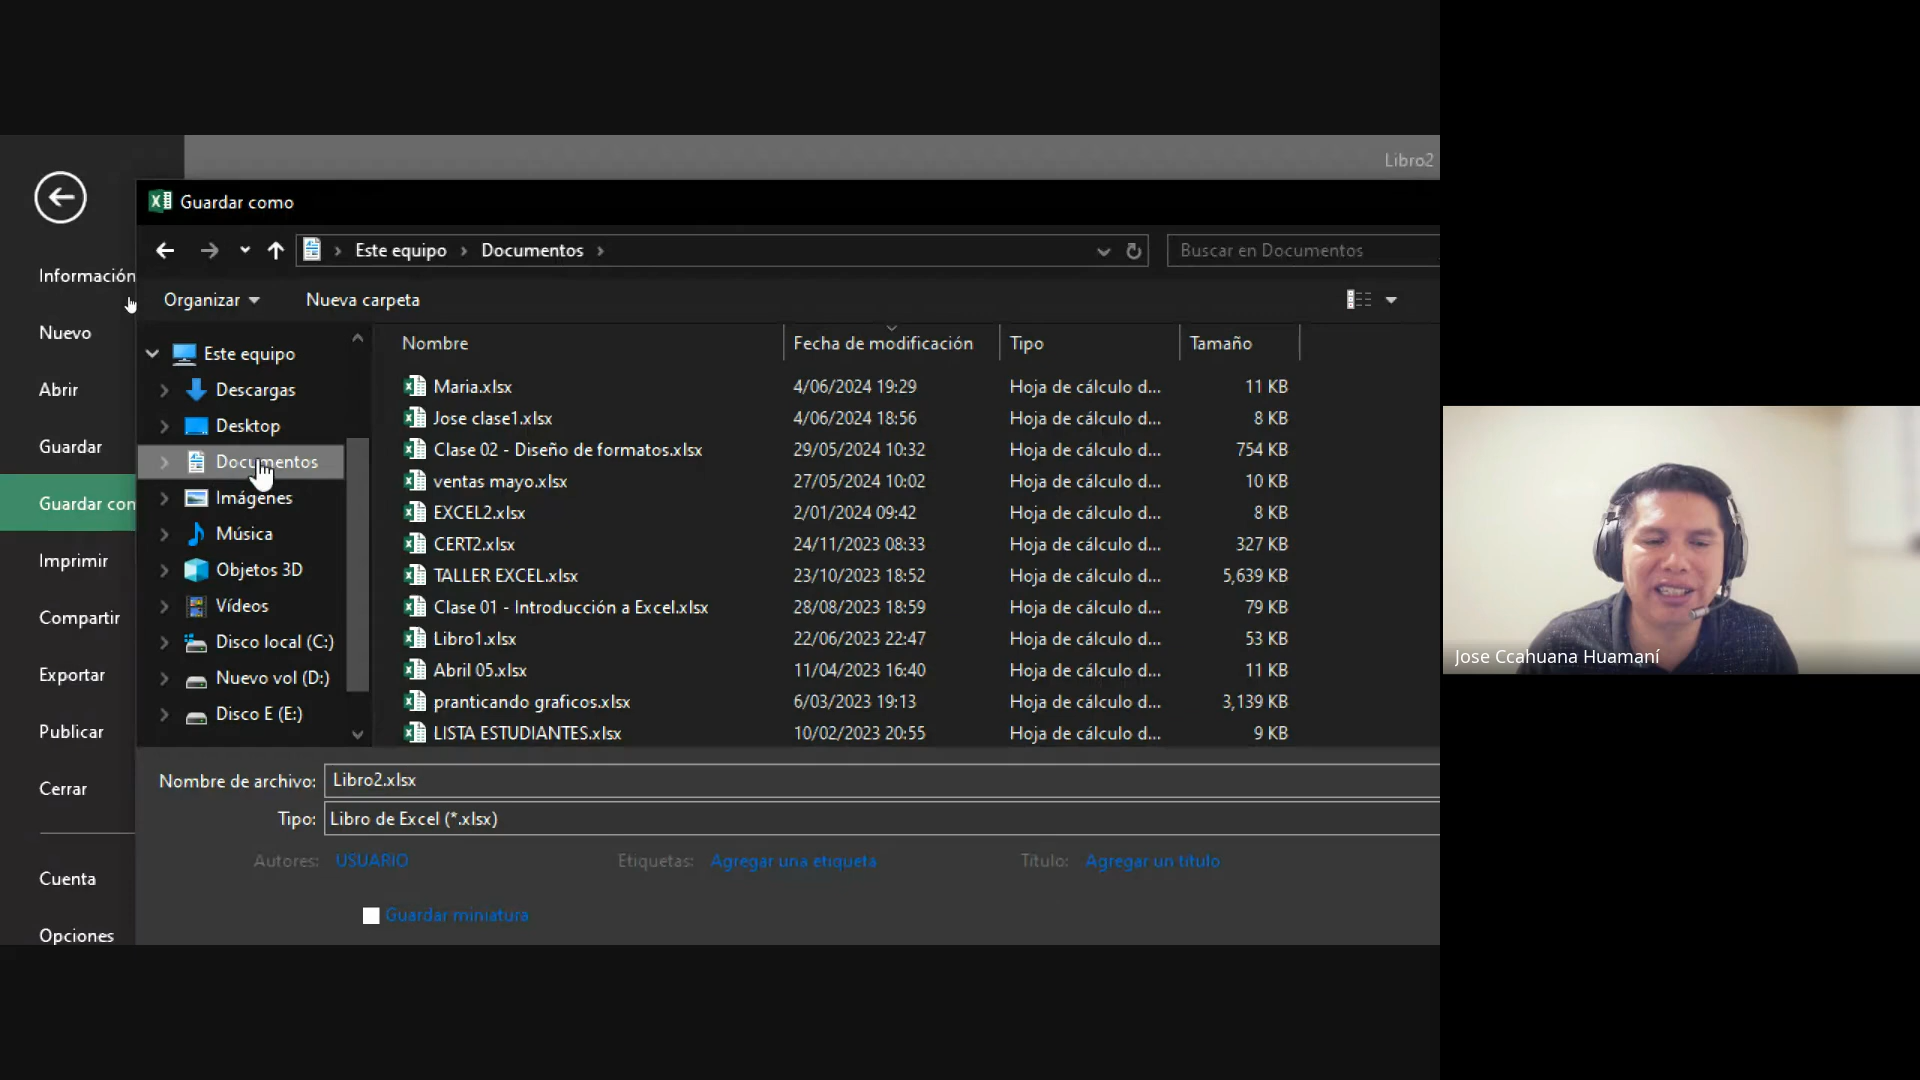 Libro2
Guardar como
Este equipo > Documentos >
Buscar en Documentos
Información
Organizar
Nueva carpeta
Nuevo
Abrir
Guardar
Guardar con
Imprimir
Compartir
Exportar
Publicar
Cerrar
Cuenta
Opciones
Este equipo
Descargas
Desktop
Documentos
Imágenes
Música
Objetos 3D
Vídeos
Disco local (C:)
Nuevo vol (D:)
Disco E (E:)
Nombre Fecha de modificación Tipo Tamaño
Maria.xlsx 4/06/2024 19:29 Hoja de cálculo d... 11 KB
Jose clase1.xlsx 4/06/2024 18:56 Hoja de cálculo d... 8 KB
Clase 02 - Diseño de formatos.xlsx 29/05/2024 10:32 Hoja de cálculo d... 754 KB
ventas mayo.xlsx 27/05/2024 10:02 Hoja de cálculo d... 10 KB
EXCEL2.xlsx 2/01/2024 09:42 Hoja de cálculo d... 8 KB
CERT2.xlsx 24/11/2023 08:33 Hoja de cálculo d... 327 KB
TALLER EXCEL.xlsx 23/10/2023 18:52 Hoja de cálculo d... 5,639 KB
Clase 01 - Introducción a Excel.xlsx 28/08/2023 18:59 Hoja de cálculo d... 79 KB
Libro1.xlsx 22/06/2023 22:47 Hoja de cálculo d... 53 KB
Abril 05.xlsx 11/04/2023 16:40 Hoja de cálculo d... 11 KB
pranticando graficos.xlsx 6/03/2023 19:13 Hoja de cálculo d... 3,139 KB
LISTA ESTUDIANTES.xlsx 10/02/2023 20:55 Hoja de cálculo d... 9 KB
Nombre de archivo: Libro2.xlsx
Tipo: Libro de Excel (*.xlsx)
Autores: USUARIO Etiquetas: Agregar una etiqueta Título: Agregar un título
Guardar miniatura
Jose Ccahuana Huamaní